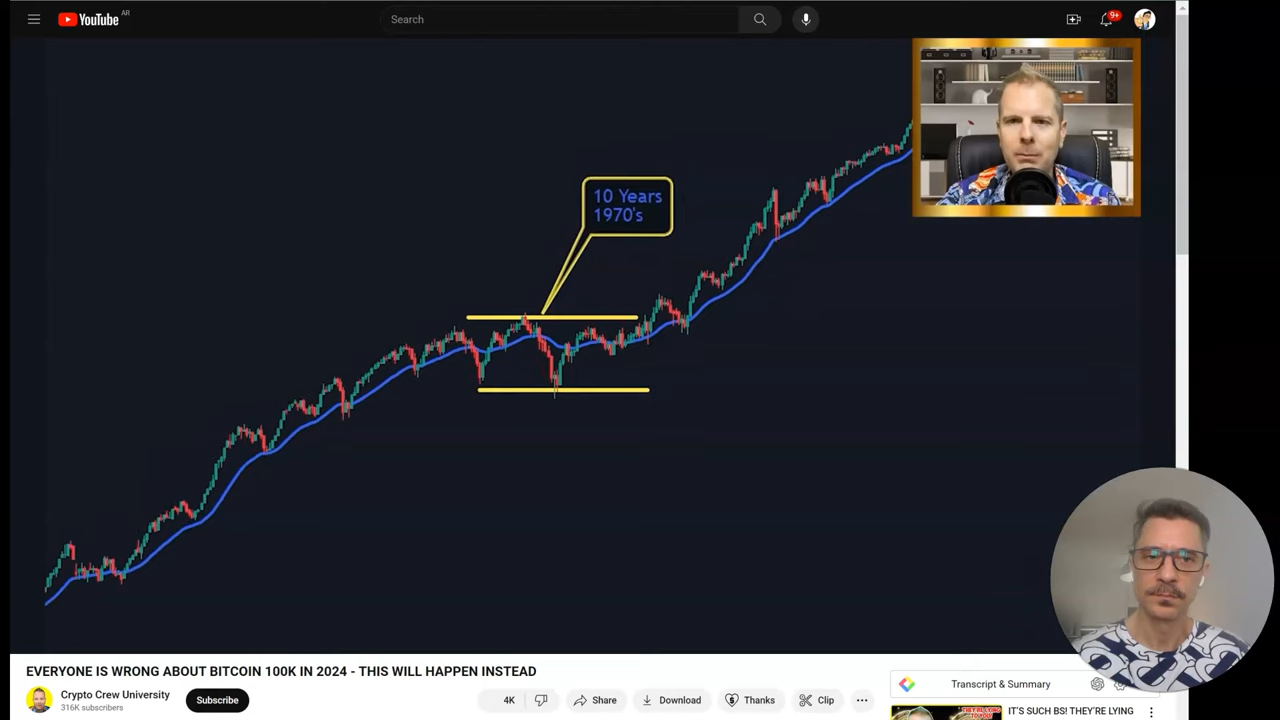 YouTube AR
Search
9+
10 Years
1970's
EVERYONE IS WRONG ABOUT BITCOIN 100K IN 2024 - THIS WILL HAPPEN INSTEAD
Crypto Crew University
316K subscribers
Subscribe
4K
Share
Download
Thanks
Clip
Transcript & Summary
IT'S SUCH BS! THEY'RE LYING